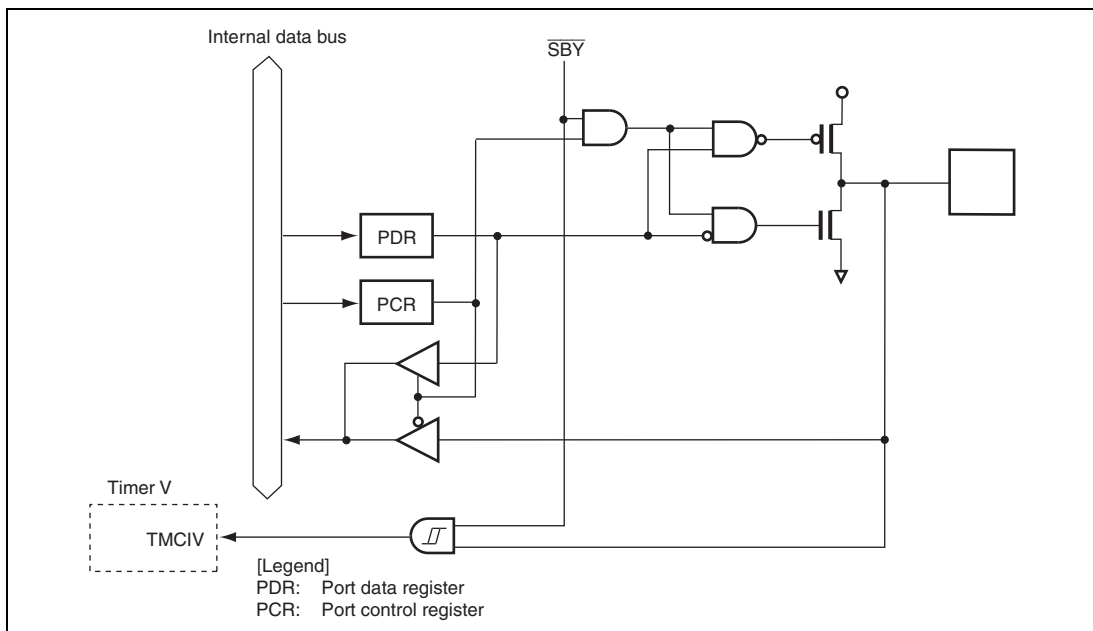 Internal data bus
SBY
PDR
PCR
Timer V
TMCIV
[Legend]
PDR: Port data register
PCR: Port control register